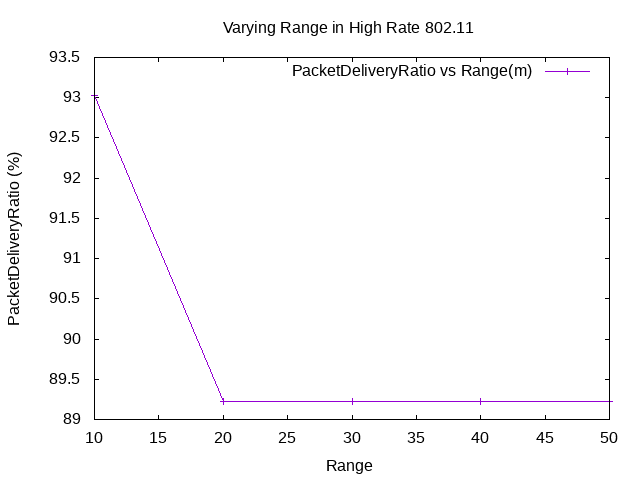 Varying Range in High Rate 802.11
PacketDeliveryRatio vs Range(m)
PacketDeliveryRatio (%)
93.5
93
92.5
92
91.5
91
90.5
90
89.5
89
10 15 20 25 30 35 40 45 50
Range